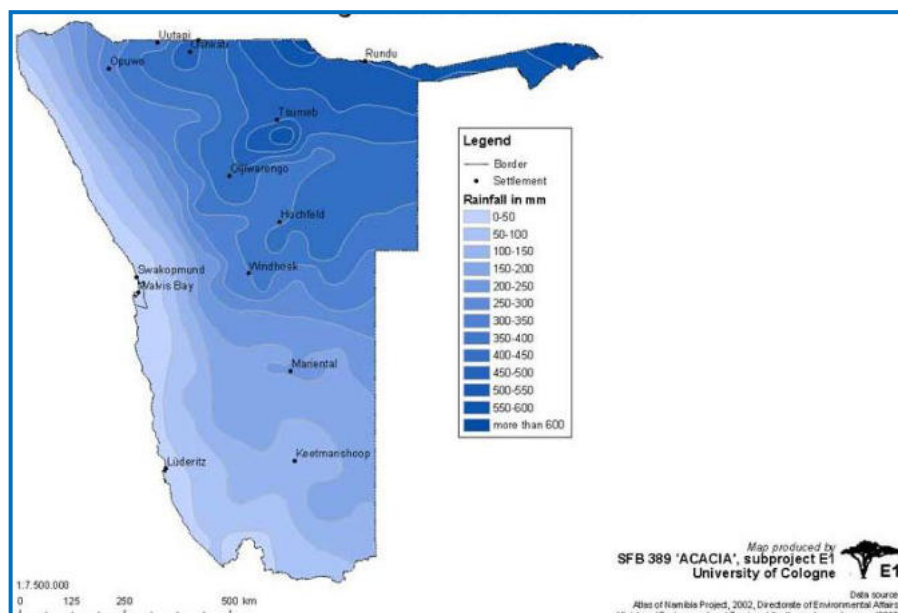 Uutapi
Oshikati
Opuwo
Rundu
Tsumeb
Otjiwarongo
Hochfeld
Windhoek
Swakopmund
Walvis Bay
Mariental
Keetmanshoop
Lüderitz
Legend
Border
Settlement
Rainfall in mm
0-50
50-100
100-150
150-200
200-250
250-300
300-350
350-400
400-450
450-500
500-550
550-600
more than 600
1:7.500.000
0 125 250 500 km
Map produced by
SFB 389 'ACACIA', subproject E1
University of Cologne
E1
Data source:
Atlas of Namibia Project, 2002, Directorate of Environmental Affairs,